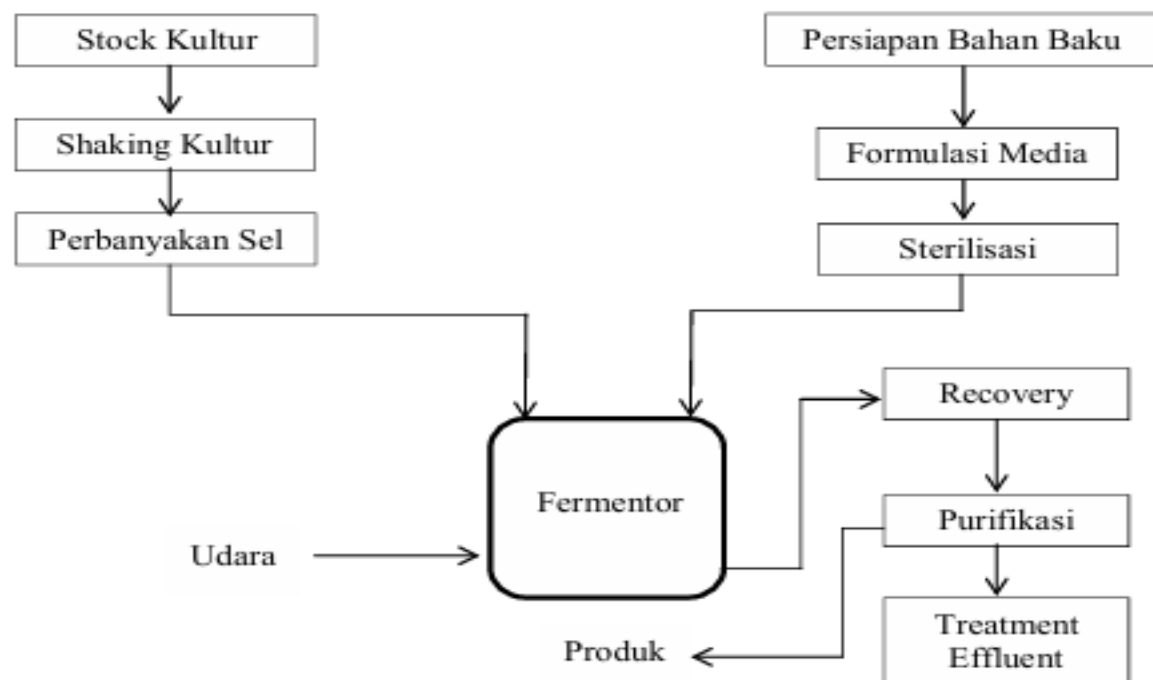 Stock Kultur
Shaking Kultur
Perbanyakan Sel
Persiapan Bahan Baku
Formulasi Media
Sterilisasi
Udara
Fermentor
Recovery
Purifikasi
Treatment
Effluent
Produk